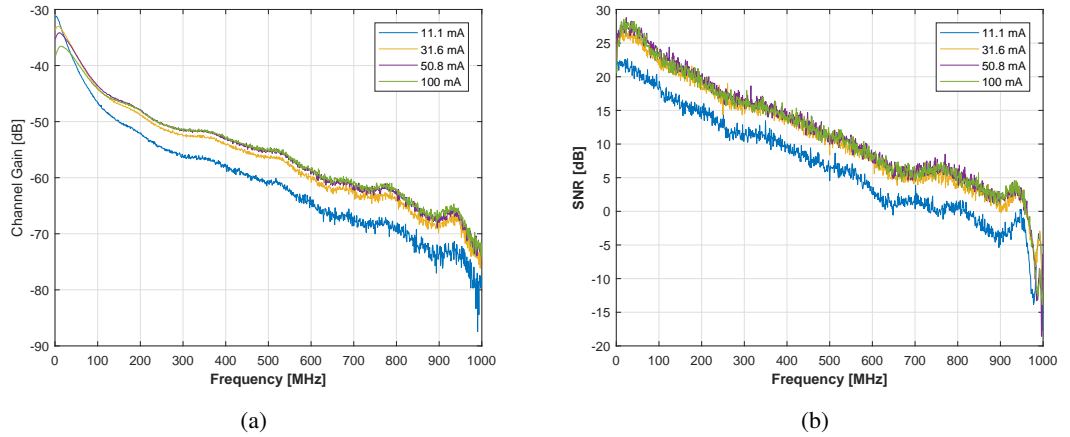 -30
-40
-50
-60
-70
-80
-90
Channel Gain [dB]
0 100 200 300 400 500 600 700 800 900 1000
Frequency [MHz]
11.1 mA
31.6 mA
50.8 mA
100 mA
(a)
30
25
20
15
10
5
0
-5
-10
-15
-20
SNR [dB]
0 100 200 300 400 500 600 700 800 900 1000
Frequency [MHz]
11.1 mA
31.6 mA
50.8 mA
100 mA
(b)